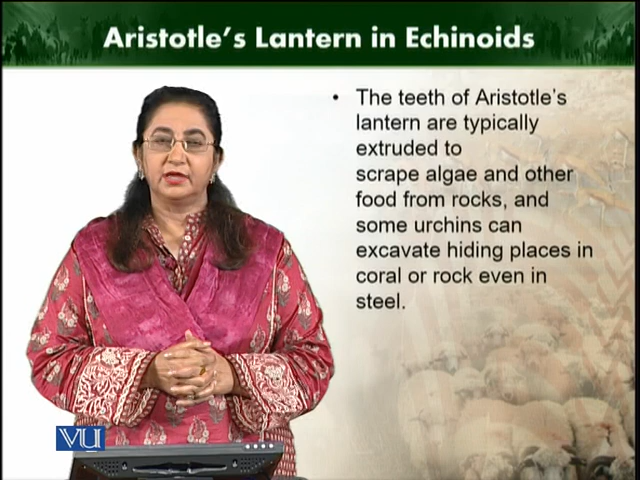 Aristotle's Lantern in Echinoids
• The teeth of Aristotle's
lantern are typically
extruded to
scrape algae and other
food from rocks, and
some urchins can
excavate hiding places in
coral or rock even in
steel.
VU